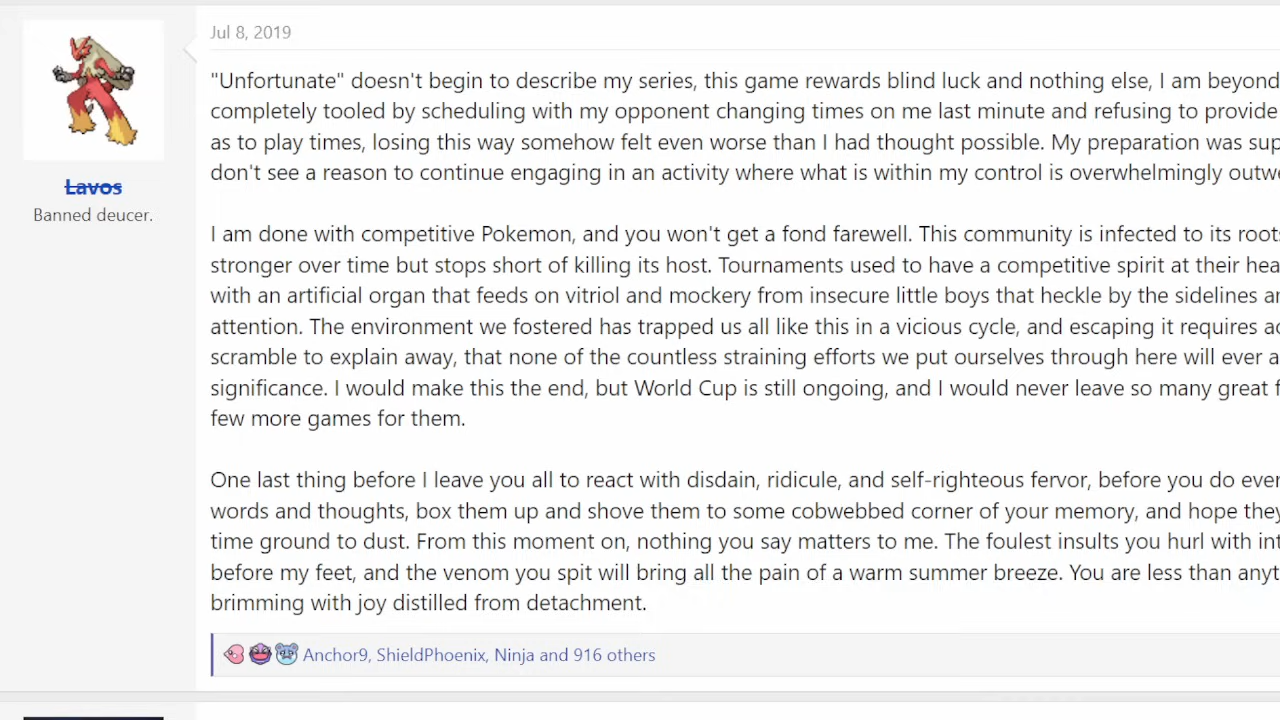 Jul 8, 2019
"Unfortunate" doesn't begin to describe my series, this game rewards blind luck and nothing else, I am beyond
completely tooled by scheduling with my opponent changing times on me last minute and refusing to provide
as to play times, losing this way somehow felt even worse than I had thought possible. My preparation was
don't see a reason to continue engaging in an activity where what is within my control is overwhelmingly
Lavos
Banned deucer.
I am done with competitive Pokemon, and you won't get a fond farewell. This community is infected to its roots
stronger over time but stops short of killing its host. Tournaments used to have a competitive spirit at their
with an artificial organ that feeds on vitriol and mockery from insecure little boys that heckle by the sidelines
attention. The environment we fostered has trapped us all like this in a vicious cycle, and escaping it requires
scramble to explain away, that none of the countless straining efforts we put ourselves through here will ever
significance. I would make this the end, but World Cup is still ongoing, and I would never leave so many great
few more games for them.
One last thing before I leave you all to react with disdain, ridicule, and self-righteous fervor, before you do
words and thoughts, box them up and shove them to some cobwebbed corner of your memory, and hope they
time ground to dust. From this moment on, nothing you say matters to me. The foulest insults you hurl with
before my feet, and the venom you spit will bring all the pain of a warm summer breeze. You are less than
brimming with joy distilled from detachment.
Anchor9, ShieldPhoenix, Ninja and 916 others